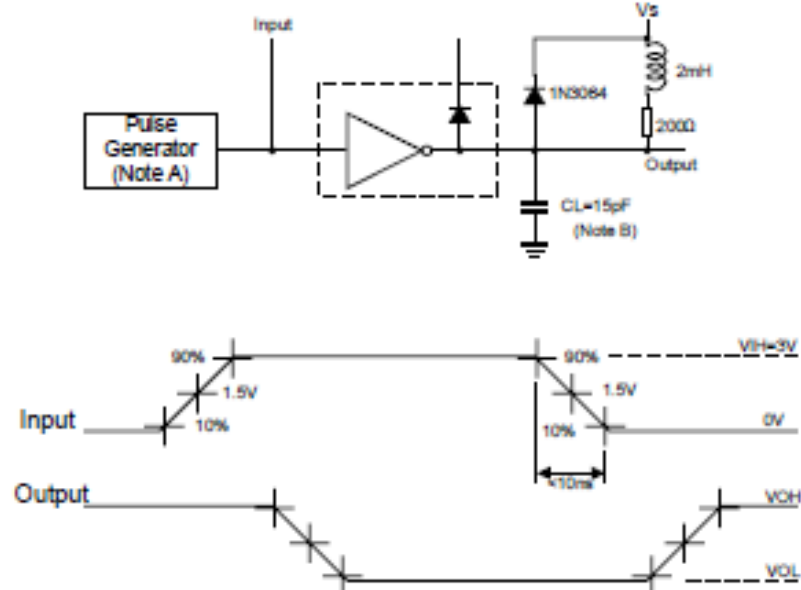 Vs
Input
2mH
1N3064
Pulse
Generator
(Note A)
200Ω
Output
CL=15pF
(Note B)
90%
90%
VIH=3V
1.5V
1.5V
Input
10%
10%
0V
Output
<10ns
VOH
VOL